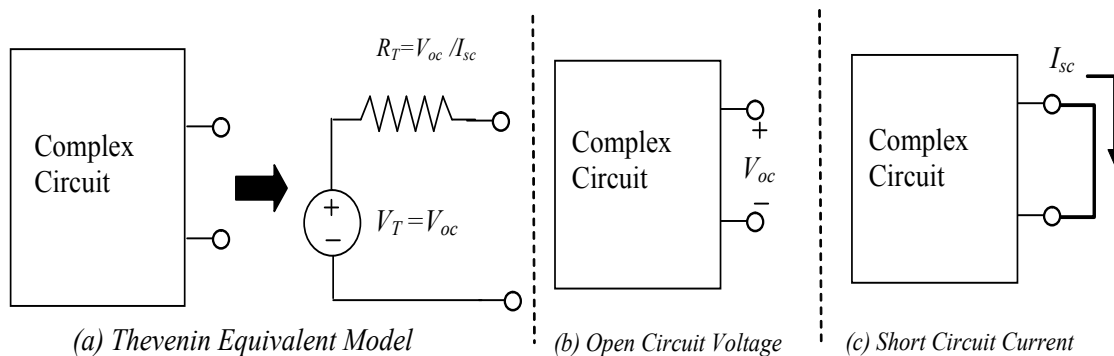 R_T=V_oc /I_sc
Complex
Circuit
+
−
V_T=V_oc
(a) Thevenin Equivalent Model
Complex
Circuit
+
V_oc
−
(b) Open Circuit Voltage
I_sc
Complex
Circuit
(c) Short Circuit Current